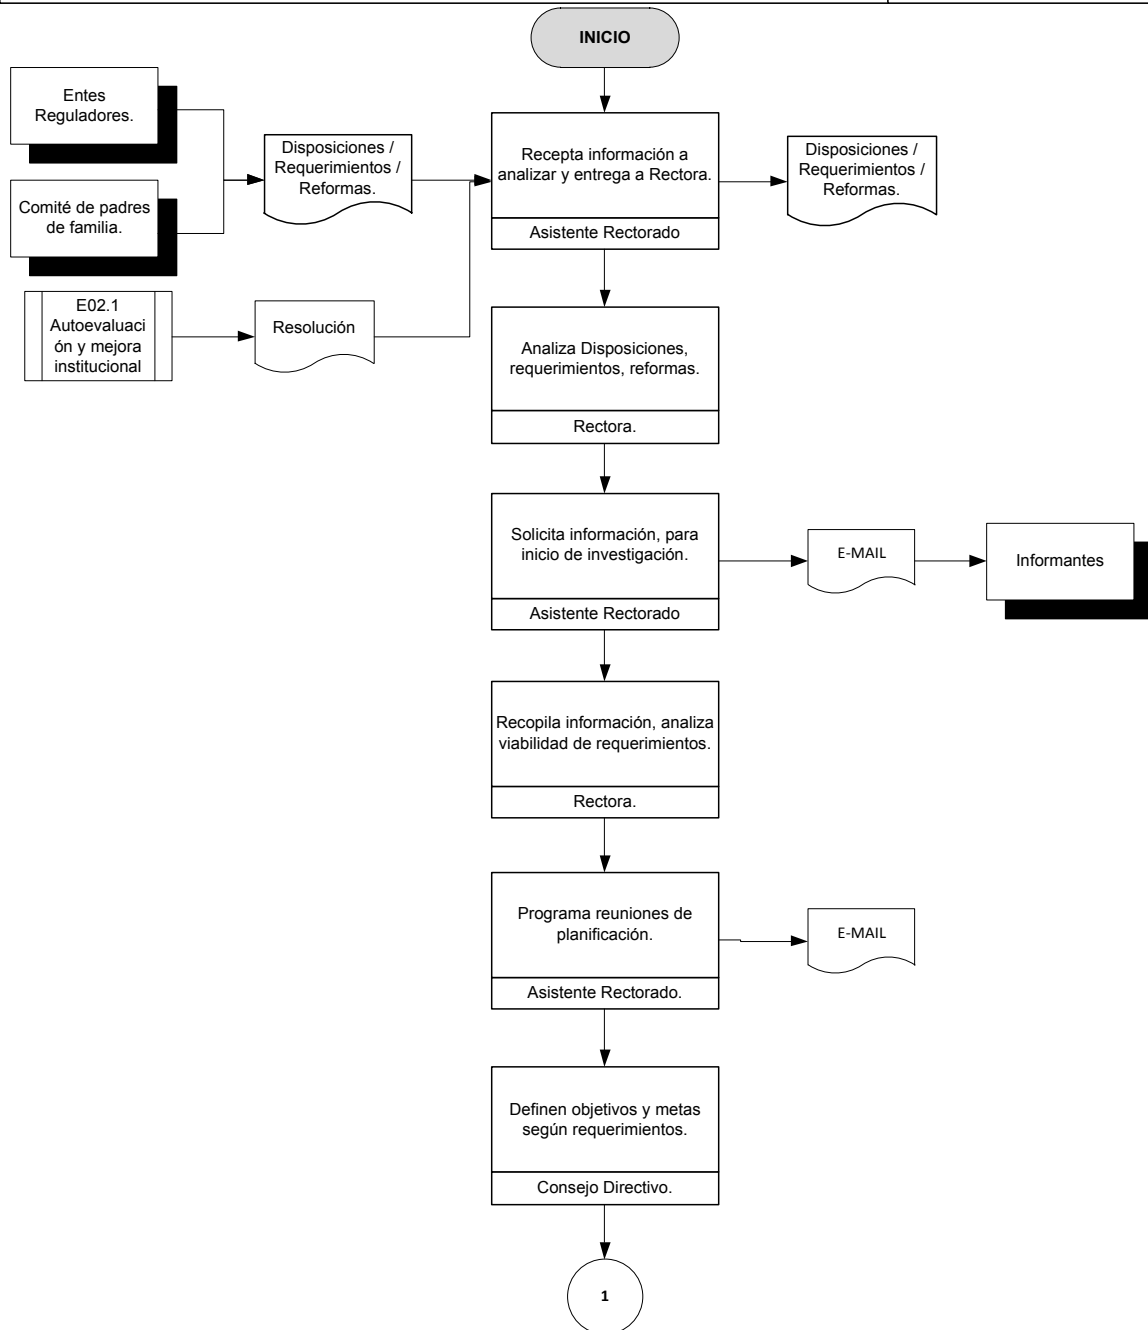 INICIO
Entes
Reguladores.
Disposiciones /
Requerimientos /
Reformas.
Recepta información a
analizar y entrega a Rectora.
Asistente Rectorado
Disposiciones /
Requerimientos /
Reformas.
Comité de padres
de familia.
E02.1
Autoevaluaci
ón y mejora
institucional
Resolución
Analiza Disposiciones,
requerimientos, reformas.
Rectora.
Solicita información, para
inicio de investigación.
Asistente Rectorado
E-MAIL
Informantes
Recopila información, analiza
viabilidad de requerimientos.
Rectora.
Programa reuniones de
planificación.
Asistente Rectorado.
E-MAIL
Definen objetivos y metas
según requerimientos.
Consejo Directivo.
1